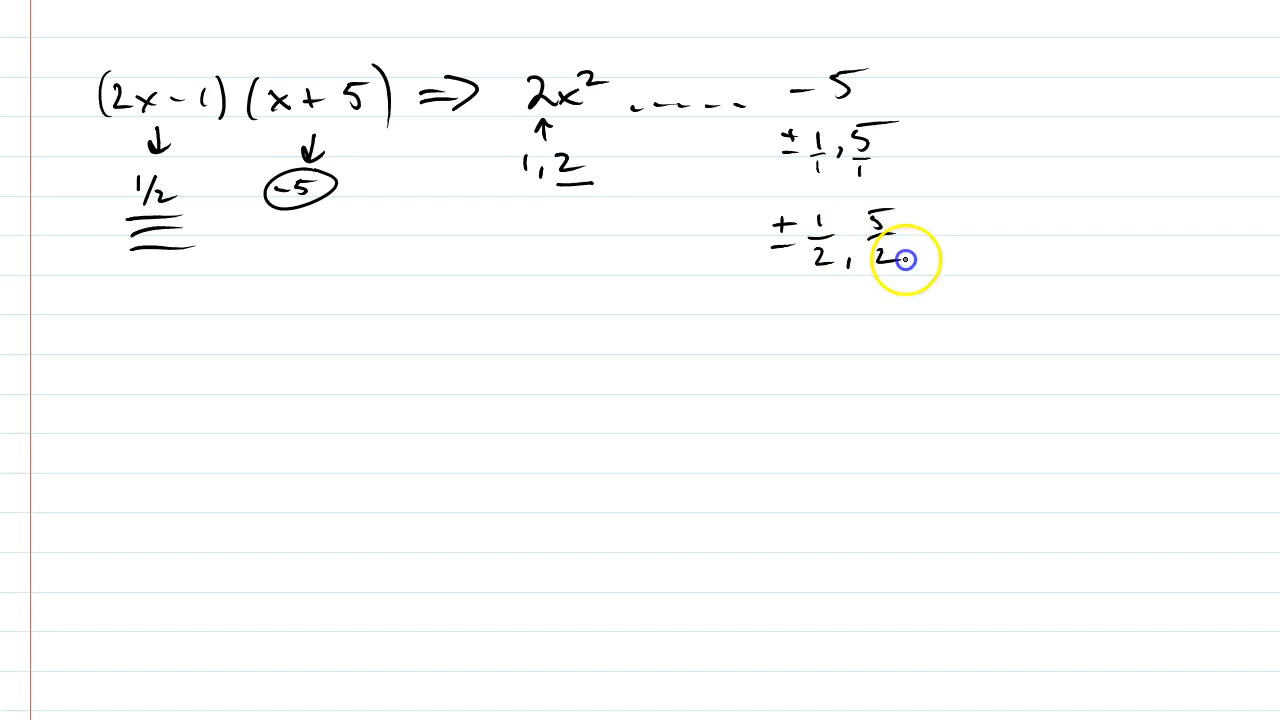 (2x - 1) (x + 5) => 2x² ..... - 5
↓ ↓ ↑ ± 1/1, 5/1
1/2 -5 1, 2
± 1/2, 5/2